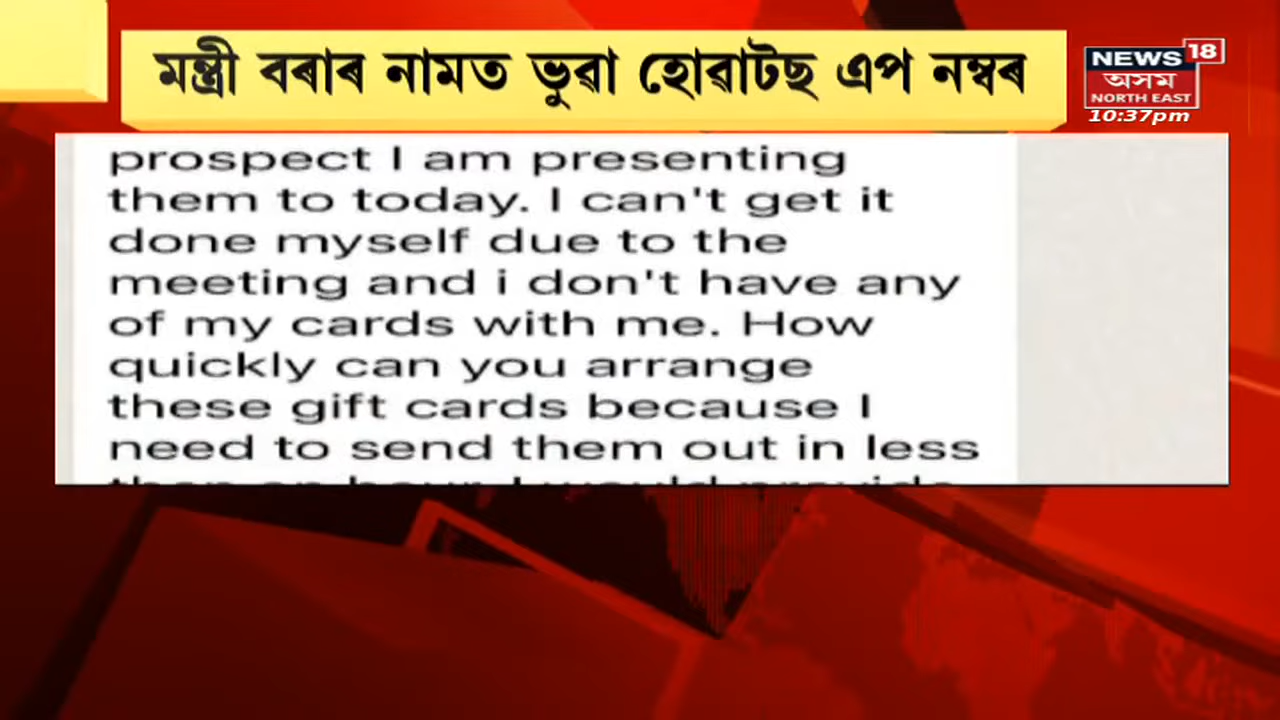 মন্ত্ৰী বৰাৰ নামত ভুৱা হোৱাটছ এপ নম্বৰ
NEWS 18
অসম
NORTH EAST
10:37pm
prospect I am presenting
them to today. I can't get it
done myself due to the
meeting and i don't have any
of my cards with me. How
quickly can you arrange
these gift cards because I
need to send them out in less